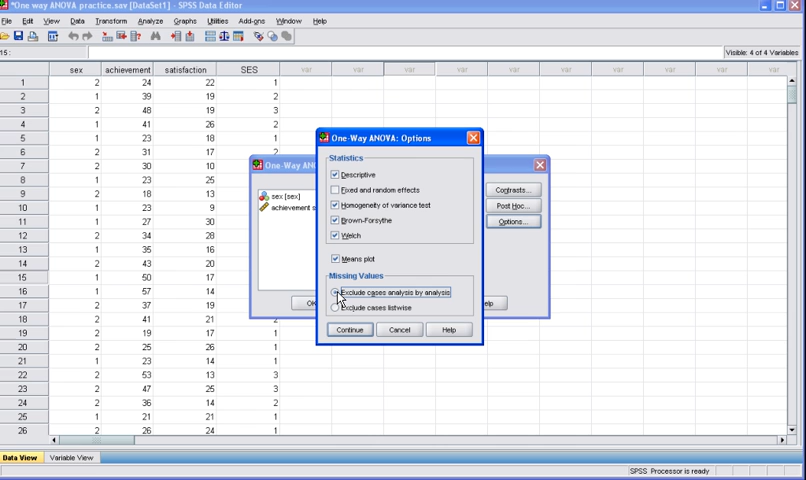 *One way ANOVA practice.sav [DataSet1] - SPSS Data Editor
File Edit View Data Transform Analyze Graphs Utilities Add-ons Window Help
15 : Visible: 4 of 4 Variables
sex achievement satisfaction SES var var var var var var var var var var
1 2 24 22 1
2 1 39 19 2
3 2 48 19 3
4 1 41 26 2
5 1 23 18 1
6 2 31 17 2
7 2 30 10
8 1 23 25
9 2 18 13
10 1 23 9
11 1 27 30
12 2 34 28
13 1 35 16
14 2 43 20
15 1 50 17
16 1 57 14
17 2 37 19
18 2 41 21 2
19 2 19 17 1
20 2 25 26 1
21 1 23 14 1
22 2 53 13 3
23 2 47 25 3
24 2 36 14 2
25 1 21 21 1
26 2 26 24 1
One-Way ANO
sex [sex]
achievement s
Contrasts...
Post Hoc...
Options...
OK
elp
One-Way ANOVA: Options
Statistics
Descriptive
Fixed and random effects
Homogeneity of variance test
Brown-Forsythe
Welch
Means plot
Missing Values
Exclude cases analysis by analysis
Exclude cases listwise
Continue Cancel Help
Data View Variable View
SPSS Processor is ready